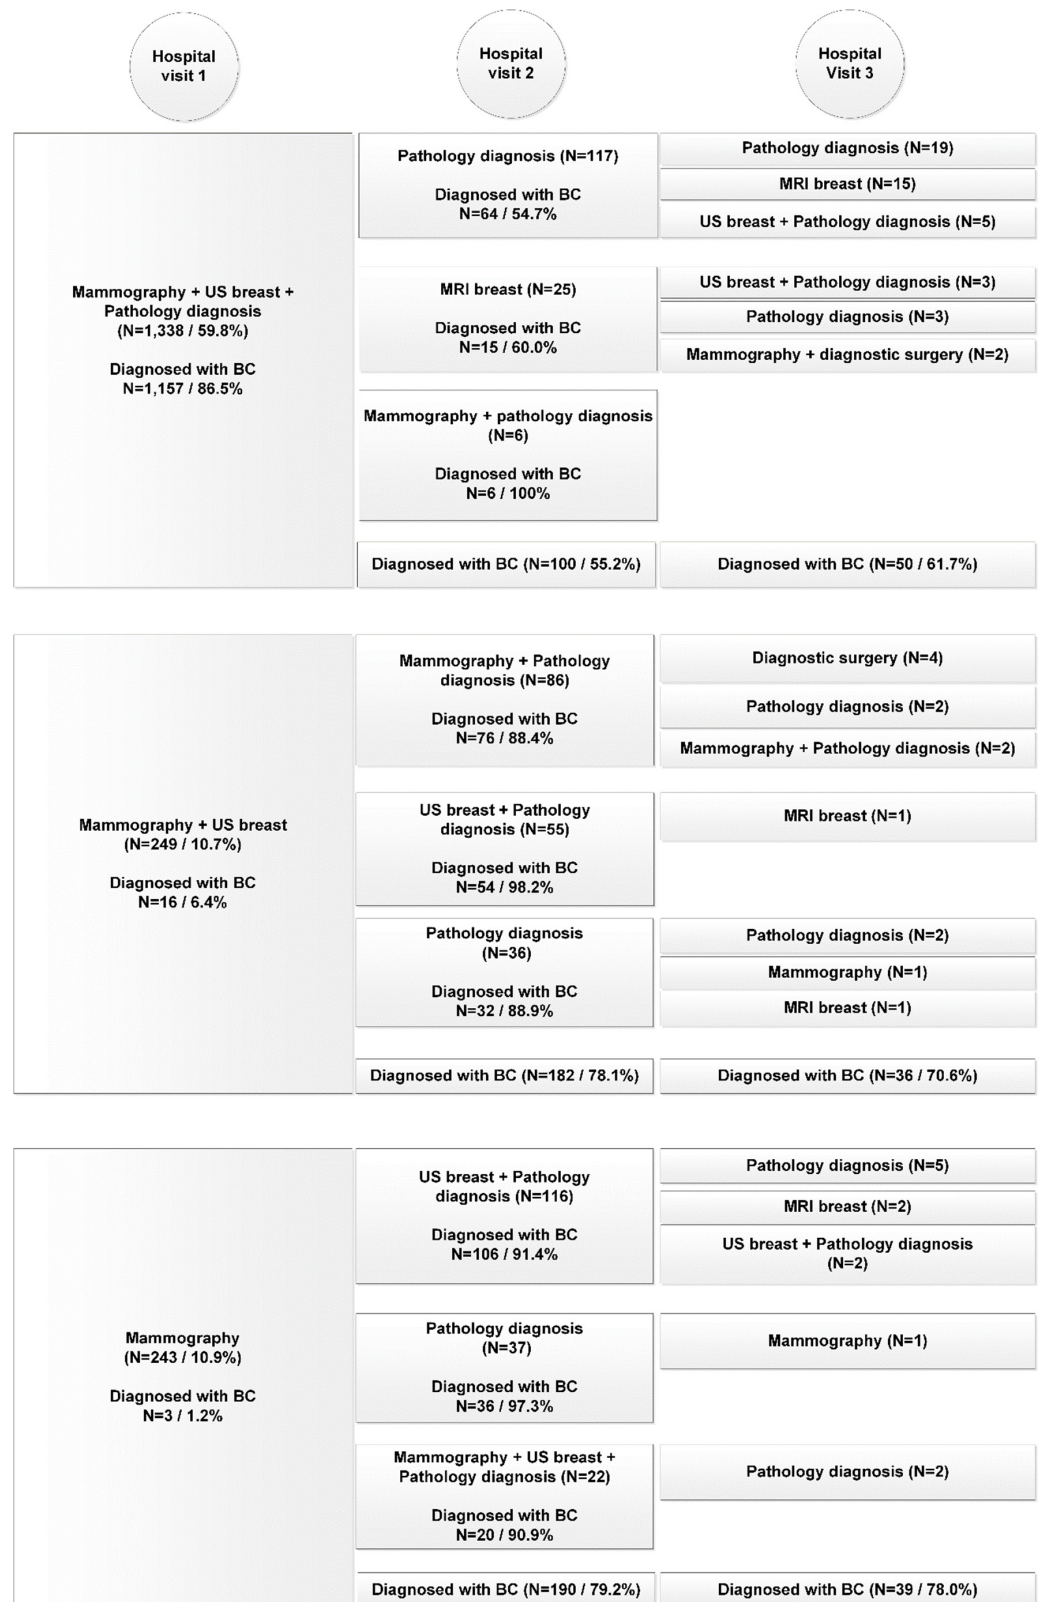 Hospital
visit 1
Hospital
visit 2
Hospital
Visit 3
Mammography + US breast +
Pathology diagnosis
(N=1,338 / 59.8%)
Diagnosed with BC
N=1,157 / 86.5%
Pathology diagnosis (N=117)
Diagnosed with BC
N=64 / 54.7%
Pathology diagnosis (N=19)
MRI breast (N=15)
US breast + Pathology diagnosis (N=5)
MRI breast (N=25)
Diagnosed with BC
N=15 / 60.0%
US breast + Pathology diagnosis (N=3)
Pathology diagnosis (N=3)
Mammography + diagnostic surgery (N=2)
Mammography + pathology diagnosis
(N=6)
Diagnosed with BC
N=6 / 100%
Diagnosed with BC (N=100 / 55.2%)
Diagnosed with BC (N=50 / 61.7%)
Mammography + US breast
(N=249 / 10.7%)
Diagnosed with BC
N=16 / 6.4%
Mammography + Pathology
diagnosis (N=86)
Diagnosed with BC
N=76 / 88.4%
Diagnostic surgery (N=4)
Pathology diagnosis (N=2)
Mammography + Pathology diagnosis (N=2)
US breast + Pathology
diagnosis (N=55)
Diagnosed with BC
N=54 / 98.2%
MRI breast (N=1)
Pathology diagnosis
(N=36)
Diagnosed with BC
N=32 / 88.9%
Pathology diagnosis (N=2)
Mammography (N=1)
MRI breast (N=1)
Diagnosed with BC (N=182 / 78.1%)
Diagnosed with BC (N=36 / 70.6%)
Mammography
(N=243 / 10.9%)
Diagnosed with BC
N=3 / 1.2%
US breast + Pathology
diagnosis (N=116)
Diagnosed with BC
N=106 / 91.4%
Pathology diagnosis (N=5)
MRI breast (N=2)
US breast + Pathology diagnosis
(N=2)
Pathology diagnosis
(N=37)
Diagnosed with BC
N=36 / 97.3%
Mammography (N=1)
Mammography + US breast +
Pathology diagnosis (N=22)
Diagnosed with BC
N=20 / 90.9%
Pathology diagnosis (N=2)
Diagnosed with BC (N=190 / 79.2%)
Diagnosed with BC (N=39 / 78.0%)